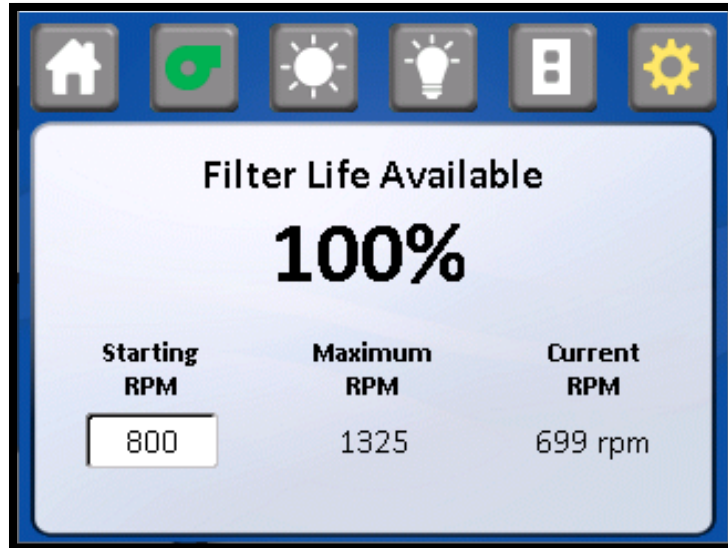 Filter Life Available
100%
Starting RPM
Maximum RPM
Current RPM
800
1325
699 rpm